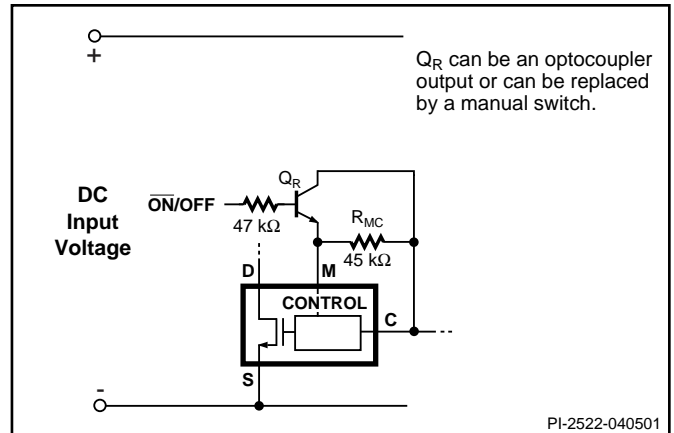 +
Q_R can be an optocoupler
output or can be replaced
by a manual switch.
DC
Input
Voltage
O̅N̅/OFF
47 kΩ
Q_R
R_MC
45 kΩ
D
M
CONTROL
C
S
-
PI-2522-040501